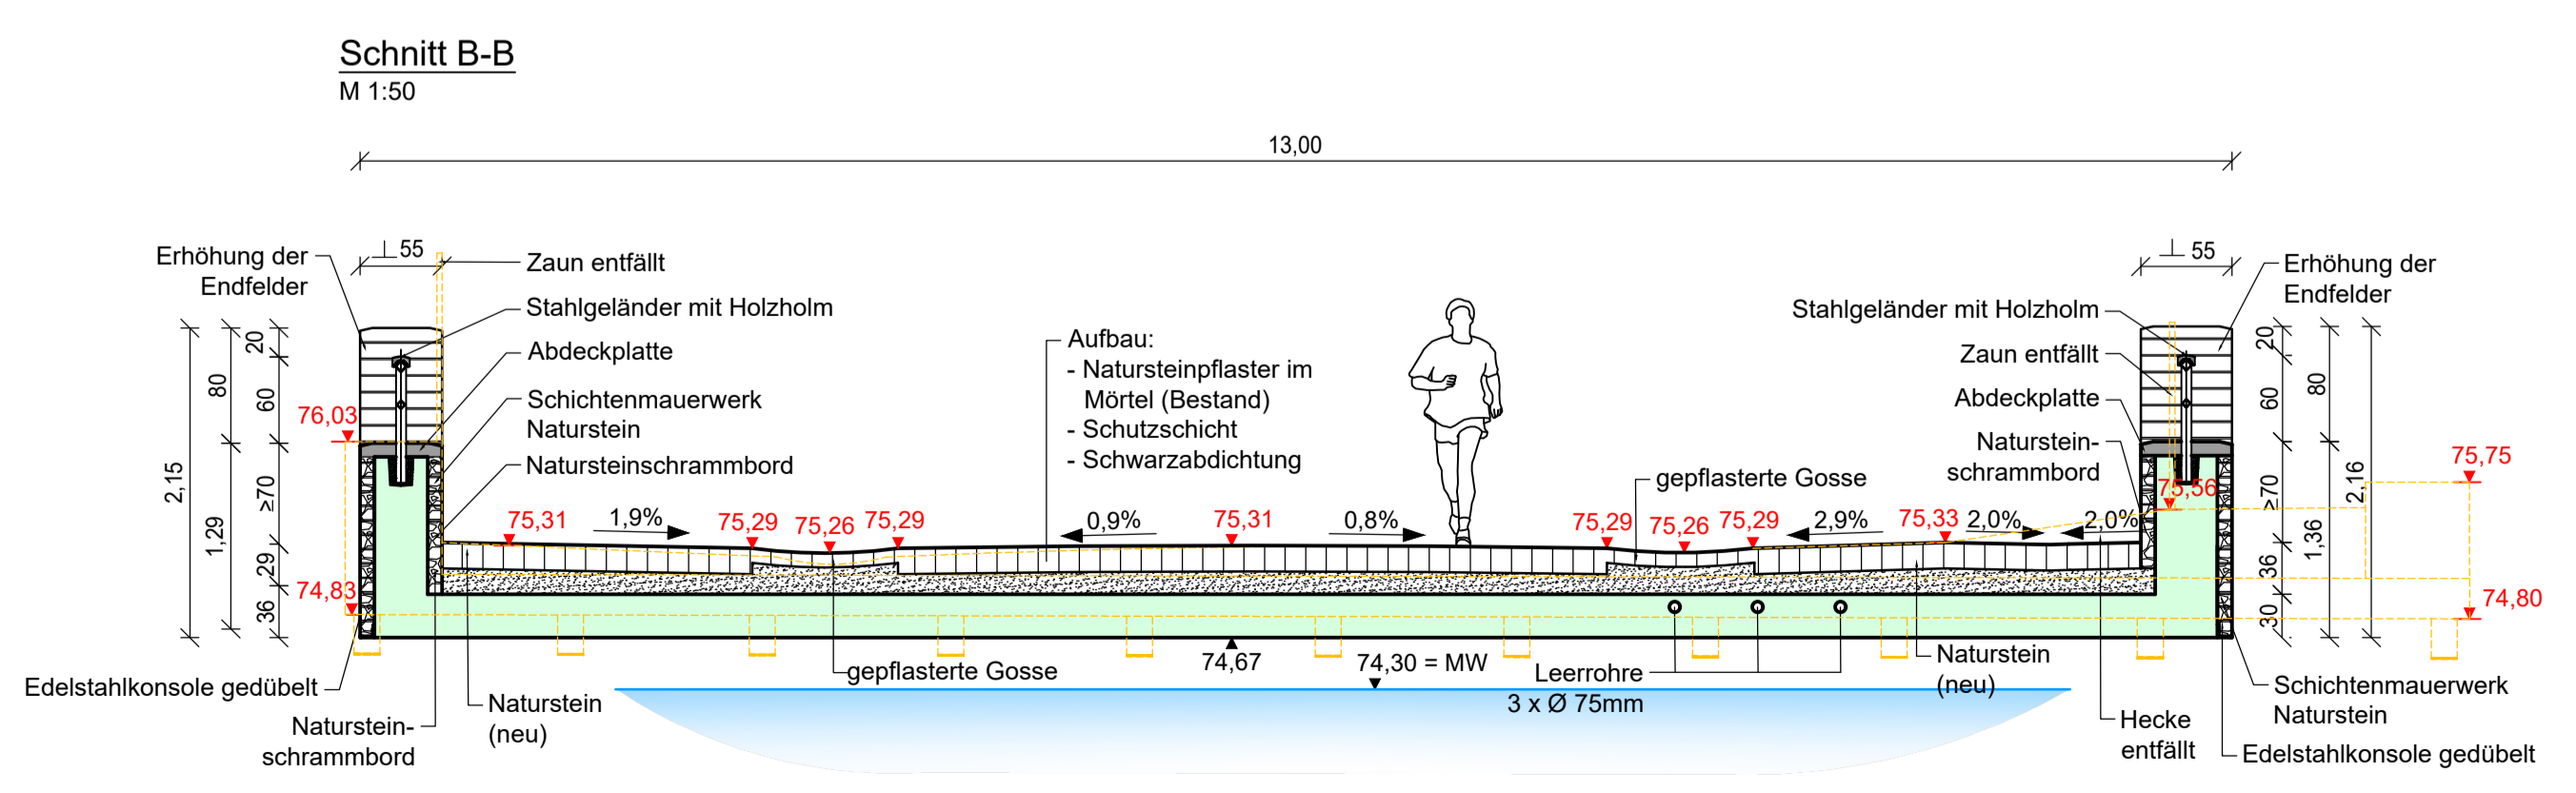 Schnitt B-B
M 1:50
13,00
⊥ 55
Erhöhung der
Endfelder
Zaun entfällt
Stahlgeländer mit Holzholm
Abdeckplatte
Schichtenmauerwerk
Naturstein
Natursteinschrammbord
20
80
60
76,03
2,15
≥70
1,29
29
74,83
36
Edelstahlkonsole gedübelt
Naturstein-
schrammbord
Naturstein
(neu)
75,31
1,9%
75,29
75,26
75,29
gepflasterte Gosse
Aufbau:
- Natursteinpflaster im
Mörtel (Bestand)
- Schutzschicht
- Schwarzabdichtung
0,9%
75,31
0,8%
74,67
74,30 = MW
gepflasterte Gosse
75,29
75,26
75,29
2,9%
75,33
2,0%
2,0%
Leerrohre
3 x Ø 75mm
Naturstein
(neu)
Hecke
entfällt
⊥ 55
Stahlgeländer mit Holzholm
Zaun entfällt
Abdeckplatte
Naturstein-
schrammbord
75,56
Erhöhung der
Endfelder
20
60
80
≥70
2,16
1,36
36
30
75,75
74,80
Schichtenmauerwerk
Naturstein
Edelstahlkonsole gedübelt